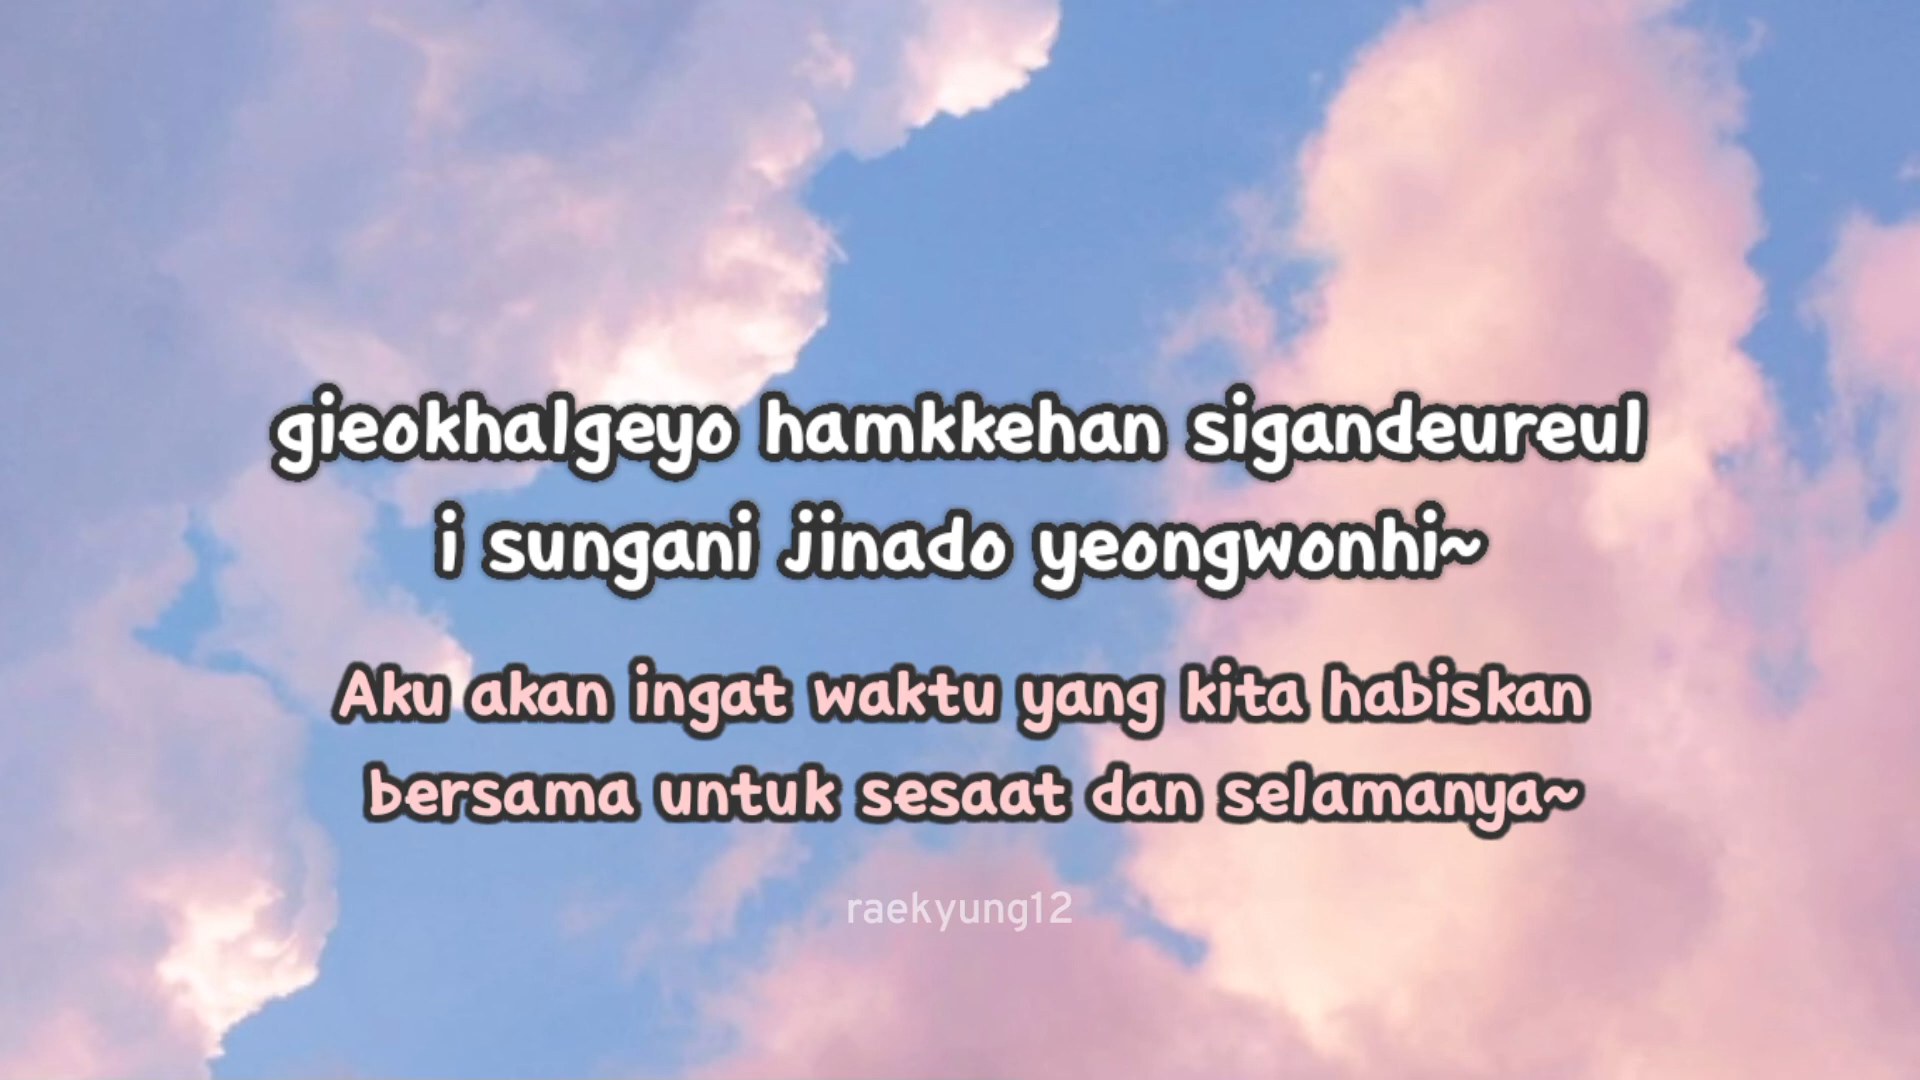 gieokhalgeyo hamkkehan sigandeureul
i sungani jinado yeongwonhi~
Aku akan ingat waktu yang kita habiskan
bersama untuk sesaat dan selamanya~
raekyung12